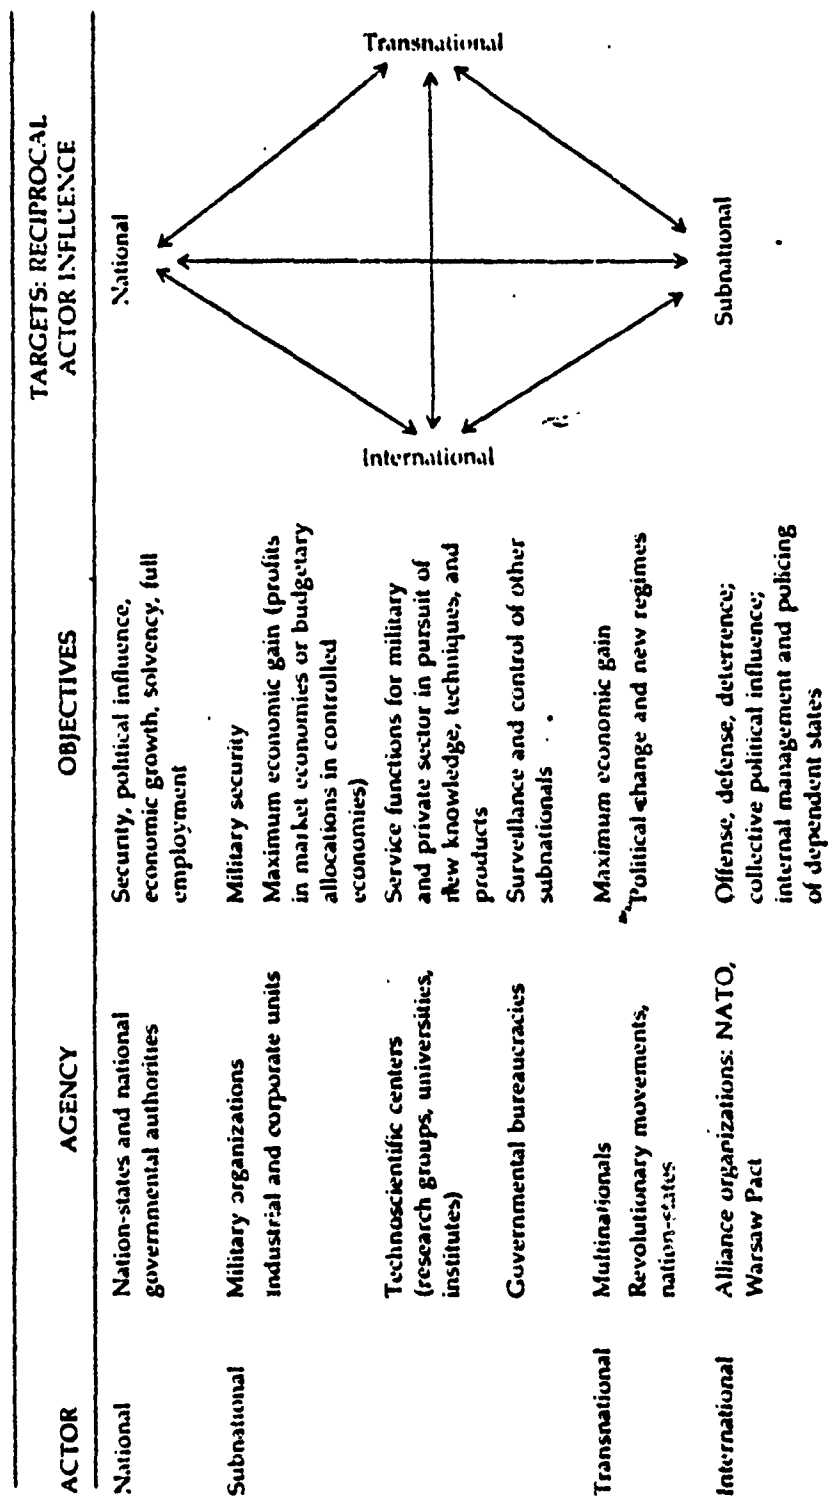 ACTOR
AGENCY
OBJECTIVES
TARGETS: RECIPROCAL
ACTOR INFLUENCE
National
Nation-states and national
governmental authorities
Security, political influence,
economic growth, solvency, full
employment
Subnational
Military organizations
Military security
Industrial and corporate units
Maximum economic gain (profits
in market economies or budgetary
allocations in controlled
economies)
Technoscientific centers
(research groups, universities,
institutes)
Service functions for military
and private sector in pursuit of
new knowledge, techniques, and
products
Governmental bureaucracies
Surveillance and control of other
subnationals
Transnational
Multinationals
Maximum economic gain
Revolutionary movements,
nation-states
Political change and new regimes
International
Alliance organizations: NATO,
Warsaw Pact
Offense, defense, deterrence;
collective political influence;
internal management and policing
of dependent states
National
International
Transnational
Subnational